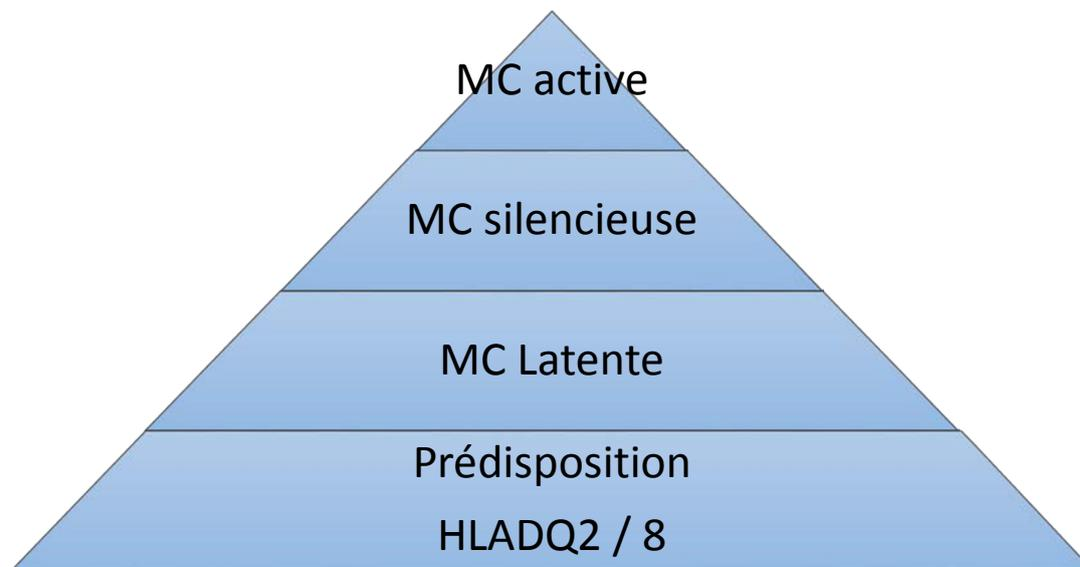 MC active
MC silencieuse
MC Latente
Prédisposition
HLADQ2 / 8